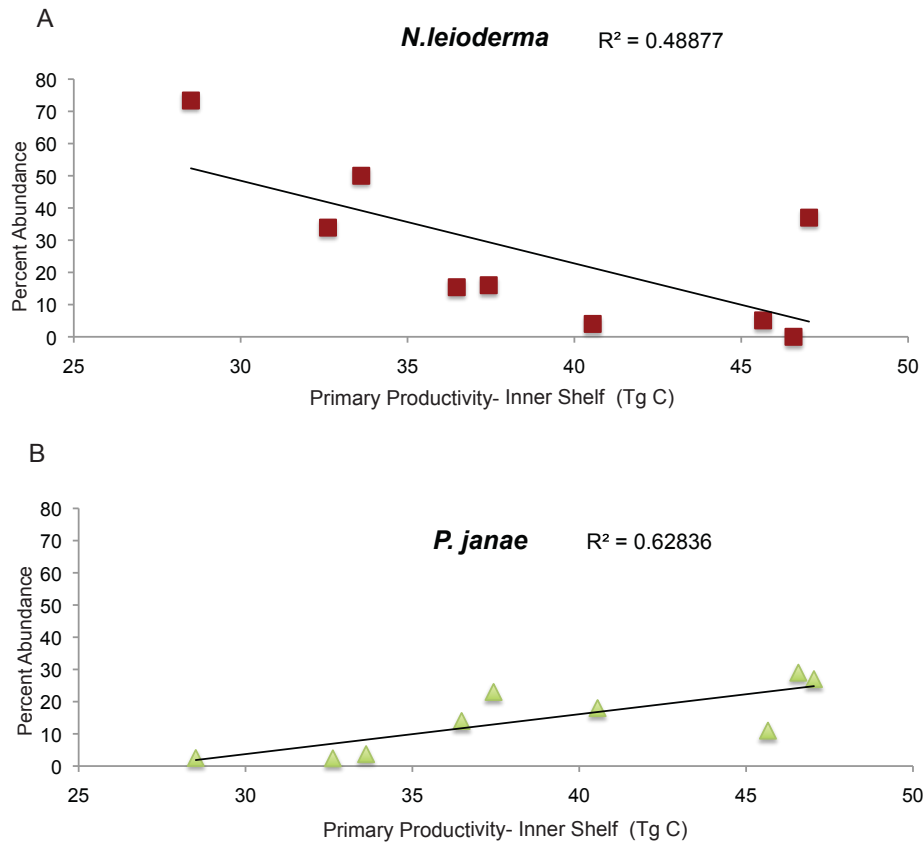 A
N.leioderma R² = 0.48877
80
70
60
50
40
30
20
10
0
Percent Abundance
25 30 35 40 45 50
Primary Productivity- Inner Shelf (Tg C)
B
P. janae R² = 0.62836
80
70
60
50
40
30
20
10
0
Percent Abundance
25 30 35 40 45 50
Primary Productivity- Inner Shelf (Tg C)